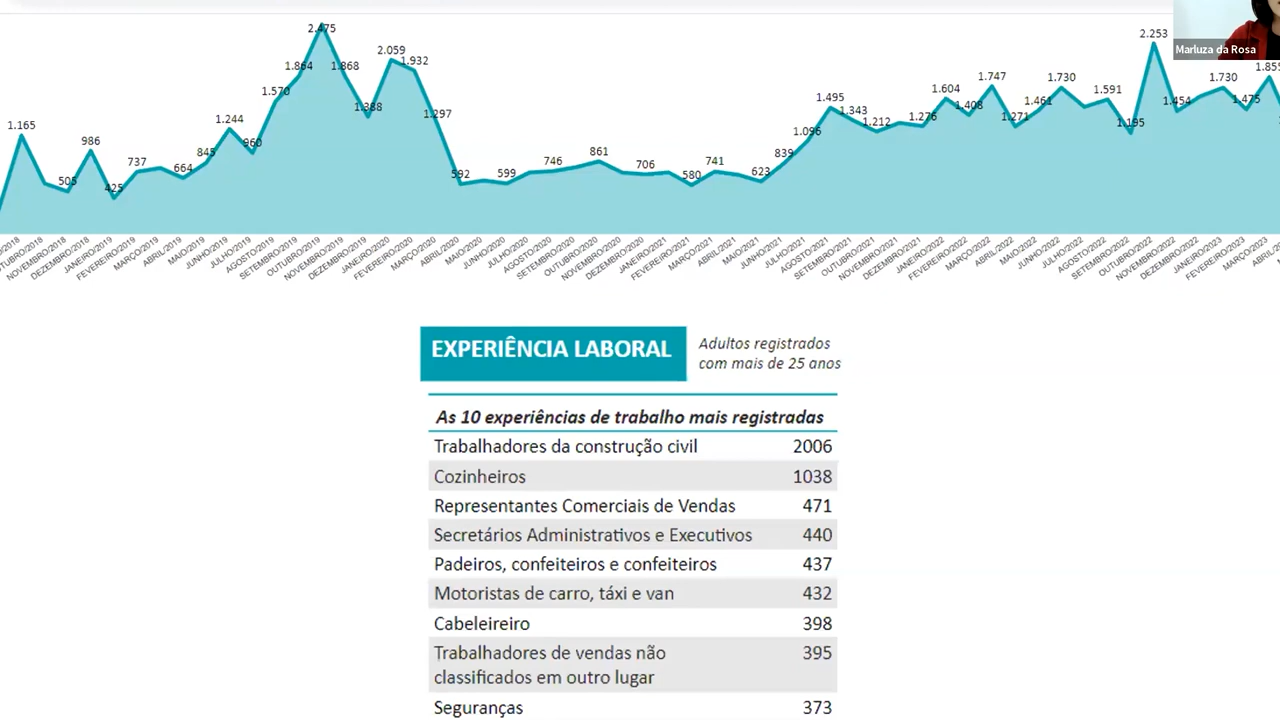 Marluza da Rosa
1.165
505
986
425
737
664
845
1.244
960
1.570
1.864
2.475
1.868
1.388
2.059
1.932
1.297
592
599
746
861
706
580
741
623
839
1.096
1.495
1.343
1.212
1.276
1.604
1.408
1.747
1.271
1.461
1.730
1.591
1.195
2.253
1.454
1.730
1.475
NOVEMBRO/2018
DEZEMBRO/2018
JANEIRO/2019
FEVEREIRO/2019
MARÇO/2019
ABRIL/2019
MAIO/2019
JUNHO/2019
JULHO/2019
AGOSTO/2019
SETEMBRO/2019
OUTUBRO/2019
NOVEMBRO/2019
DEZEMBRO/2019
JANEIRO/2020
FEVEREIRO/2020
MARÇO/2020
ABRIL/2020
MAIO/2020
JUNHO/2020
JULHO/2020
AGOSTO/2020
SETEMBRO/2020
OUTUBRO/2020
NOVEMBRO/2020
DEZEMBRO/2020
JANEIRO/2021
FEVEREIRO/2021
MARÇO/2021
ABRIL/2021
MAIO/2021
JUNHO/2021
JULHO/2021
AGOSTO/2021
SETEMBRO/2021
OUTUBRO/2021
NOVEMBRO/2021
DEZEMBRO/2021
JANEIRO/2022
FEVEREIRO/2022
MARÇO/2022
ABRIL/2022
MAIO/2022
JUNHO/2022
JULHO/2022
AGOSTO/2022
SETEMBRO/2022
OUTUBRO/2022
NOVEMBRO/2022
DEZEMBRO/2022
JANEIRO/2023
FEVEREIRO/2023
MARÇO/2023
EXPERIÊNCIA LABORAL
Adultos registrados
com mais de 25 anos
As 10 experiências de trabalho mais registradas
Trabalhadores da construção civil 2006
Cozinheiros 1038
Representantes Comerciais de Vendas 471
Secretários Administrativos e Executivos 440
Padeiros, confeiteiros e confeiteiros 437
Motoristas de carro, táxi e van 432
Cabeleireiro 398
Trabalhadores de vendas não 395
classificados em outro lugar
Seguranças 373